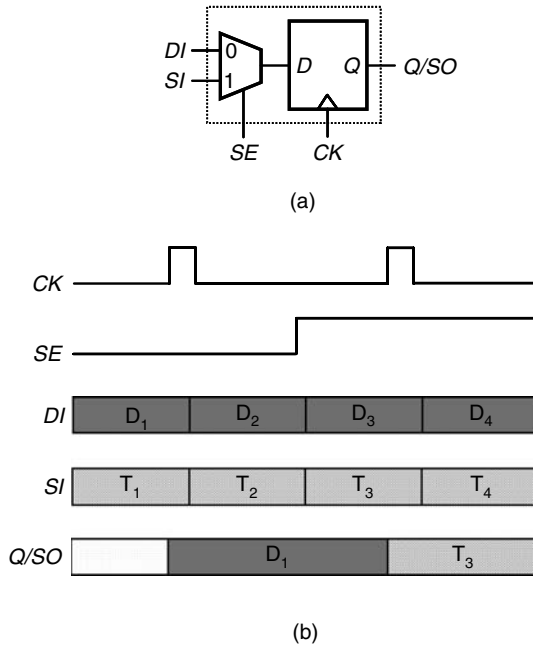 DI 0
SI 1
D Q Q/SO
SE CK
(a)
CK
SE
DI D₁ D₂ D₃ D₄
SI T₁ T₂ T₃ T₄
Q/SO D₁ T₃
(b)